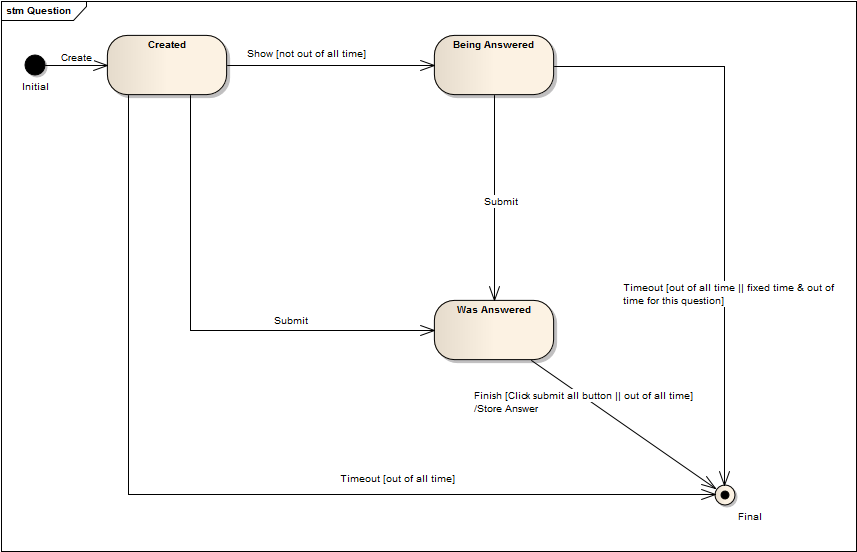 stm Question
Created
Being Answered
Show [not out of all time]
Create
Initial
Submit
Timeout [out of all time || fixed time & out of
time for this question]
Was Answered
Submit
Finish [Click submit all button || out of all time]
/Store Answer
Timeout [out of all time]
Final